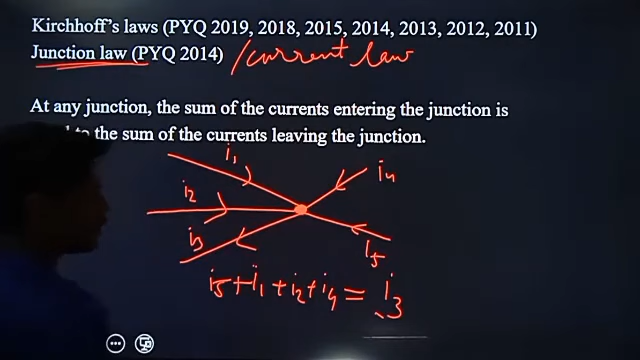 Kirchhoff's laws (PYQ 2019, 2018, 2015, 2014, 2013, 2012, 2011)
Junction law (PYQ 2014) /current law
At any junction, the sum of the currents entering the junction is
to the sum of the currents leaving the junction.
i1
i4
i2
i3
i5
i5+i1+i2+i4=i3